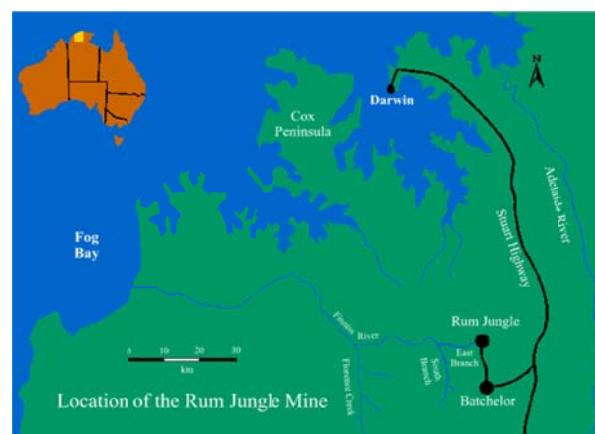 N
Darwin
Cox
Peninsula
Adelaide River
Stuart Highway
Fog
Bay
Rum Jungle
Finniss River
East
Branch
South
Branch
Florence Creek
Batchelor
0 10 20 30
km
Location of the Rum Jungle Mine